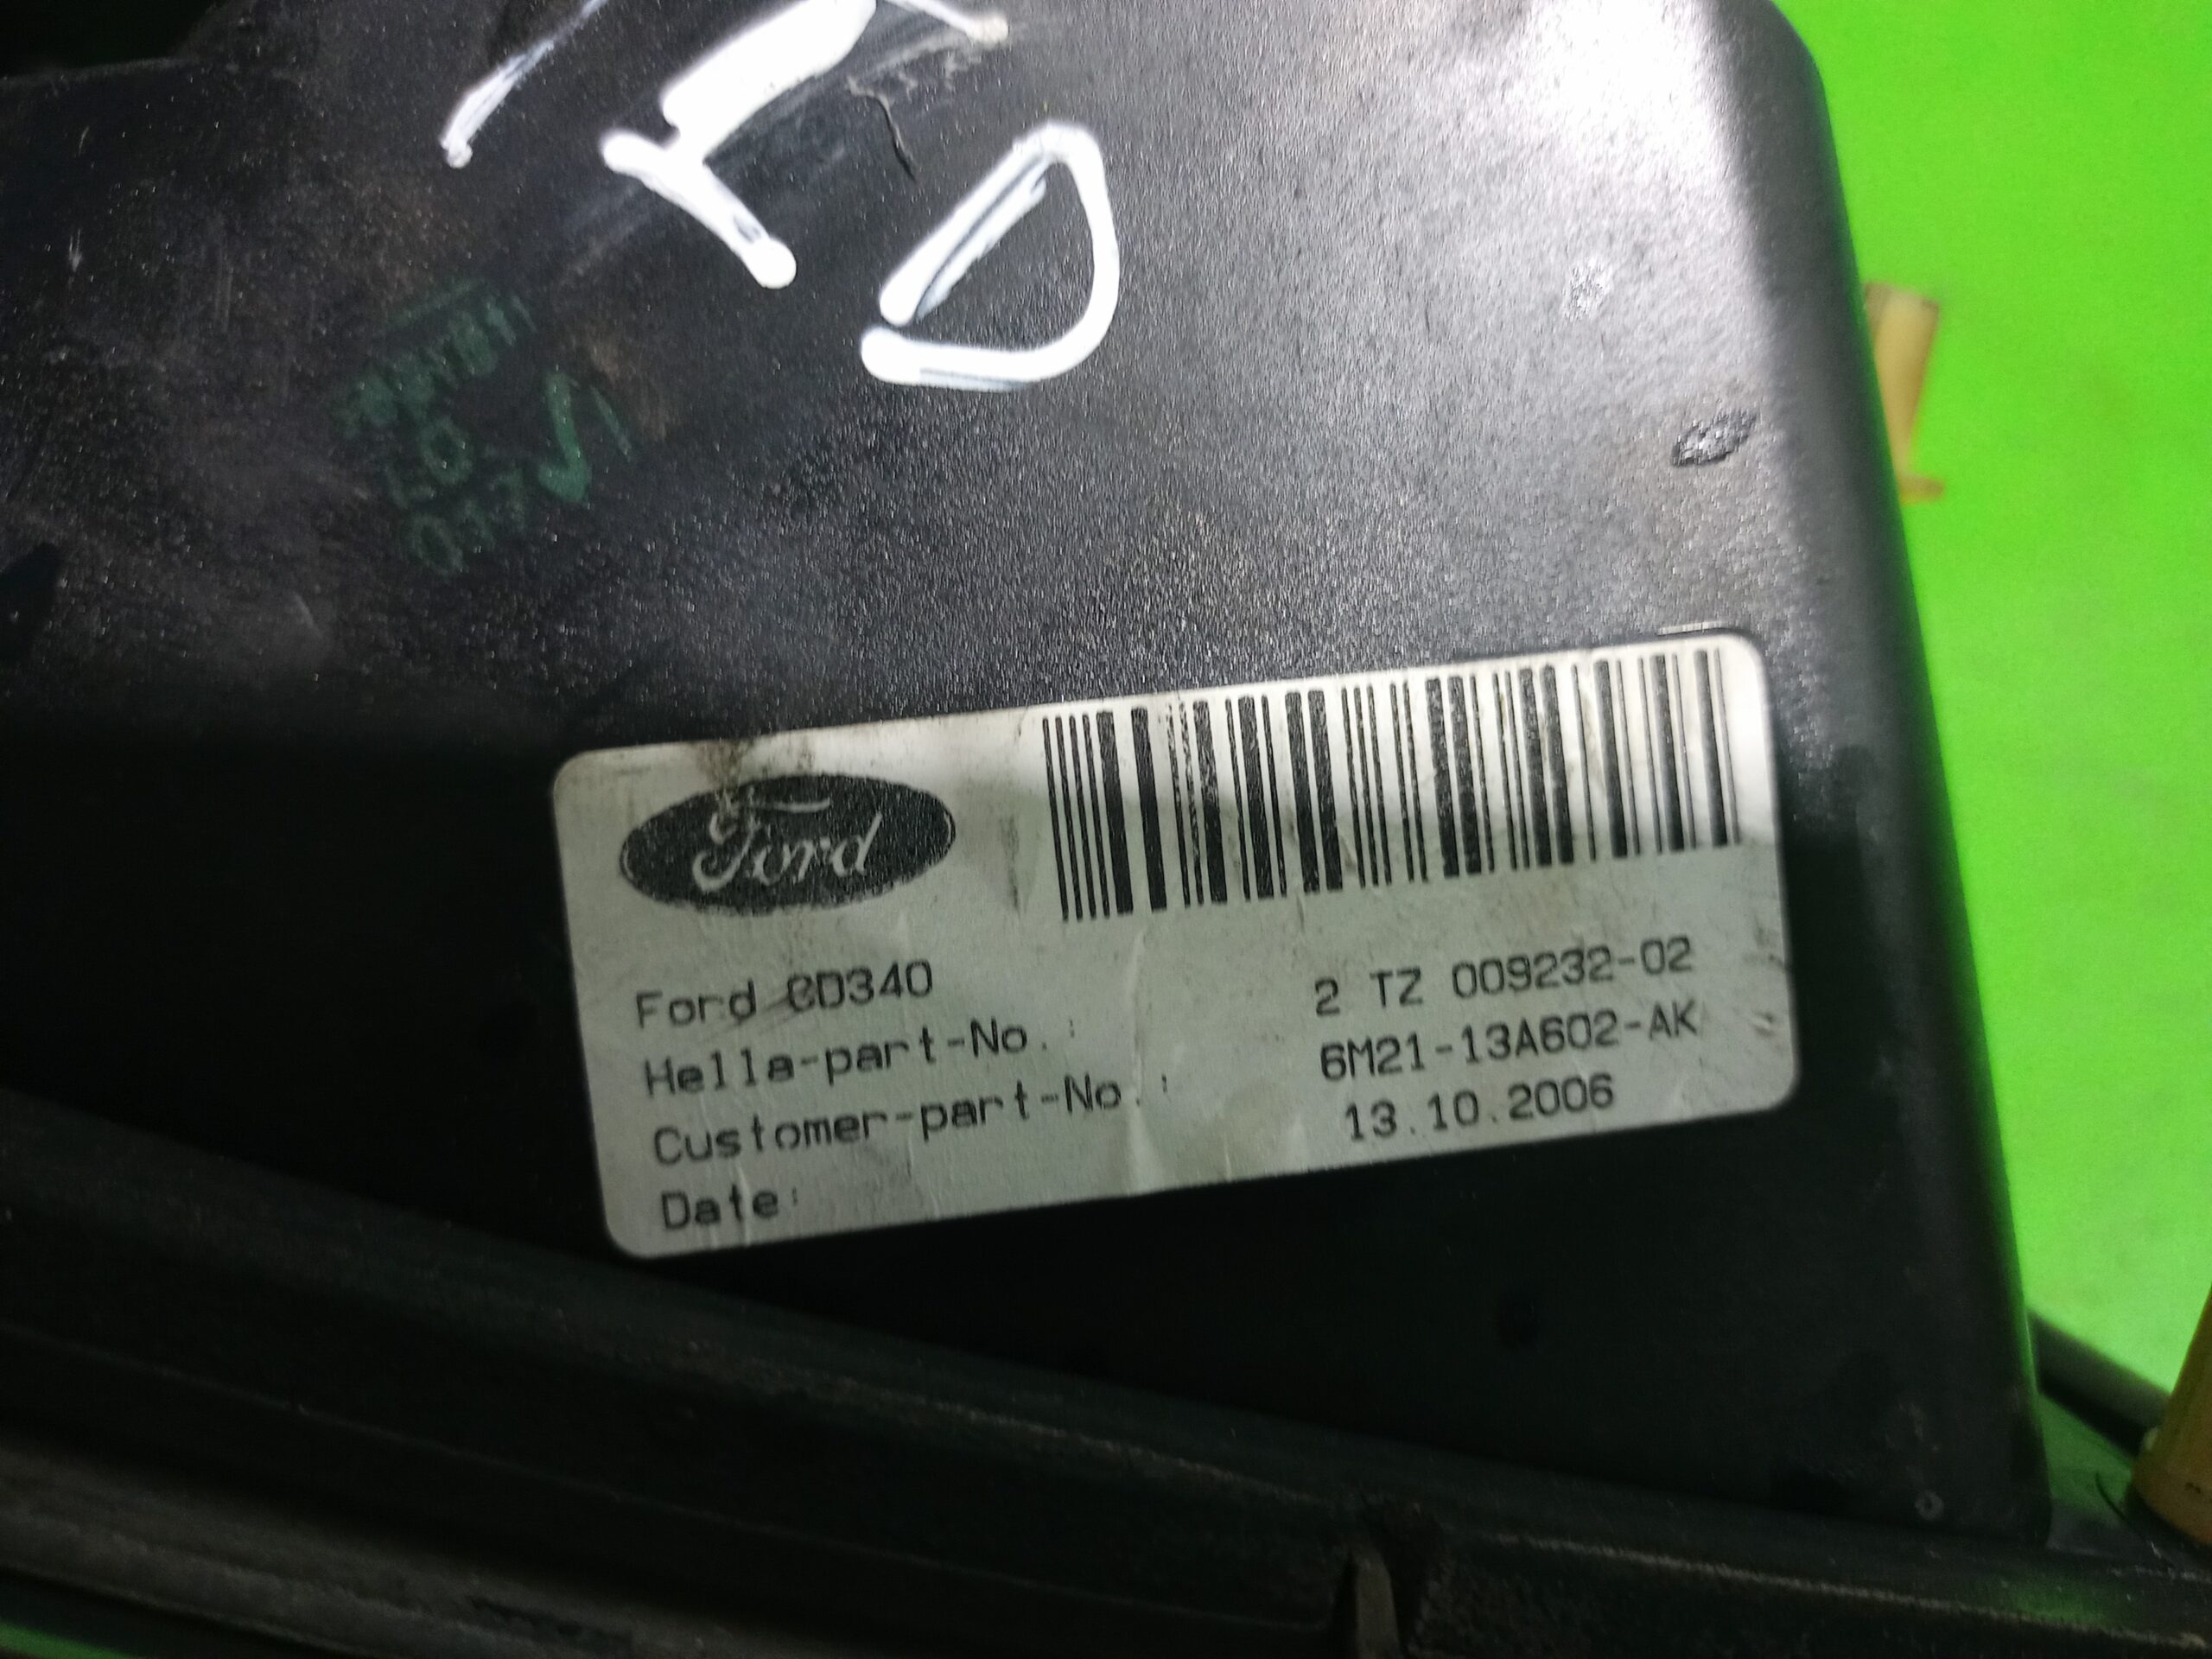 D
Ford
Ford CD340
Hella-part-No.: 2 TZ 009232-02
Customer-part-No.: 6M21-13A602-AK
Date: 13.10.2006